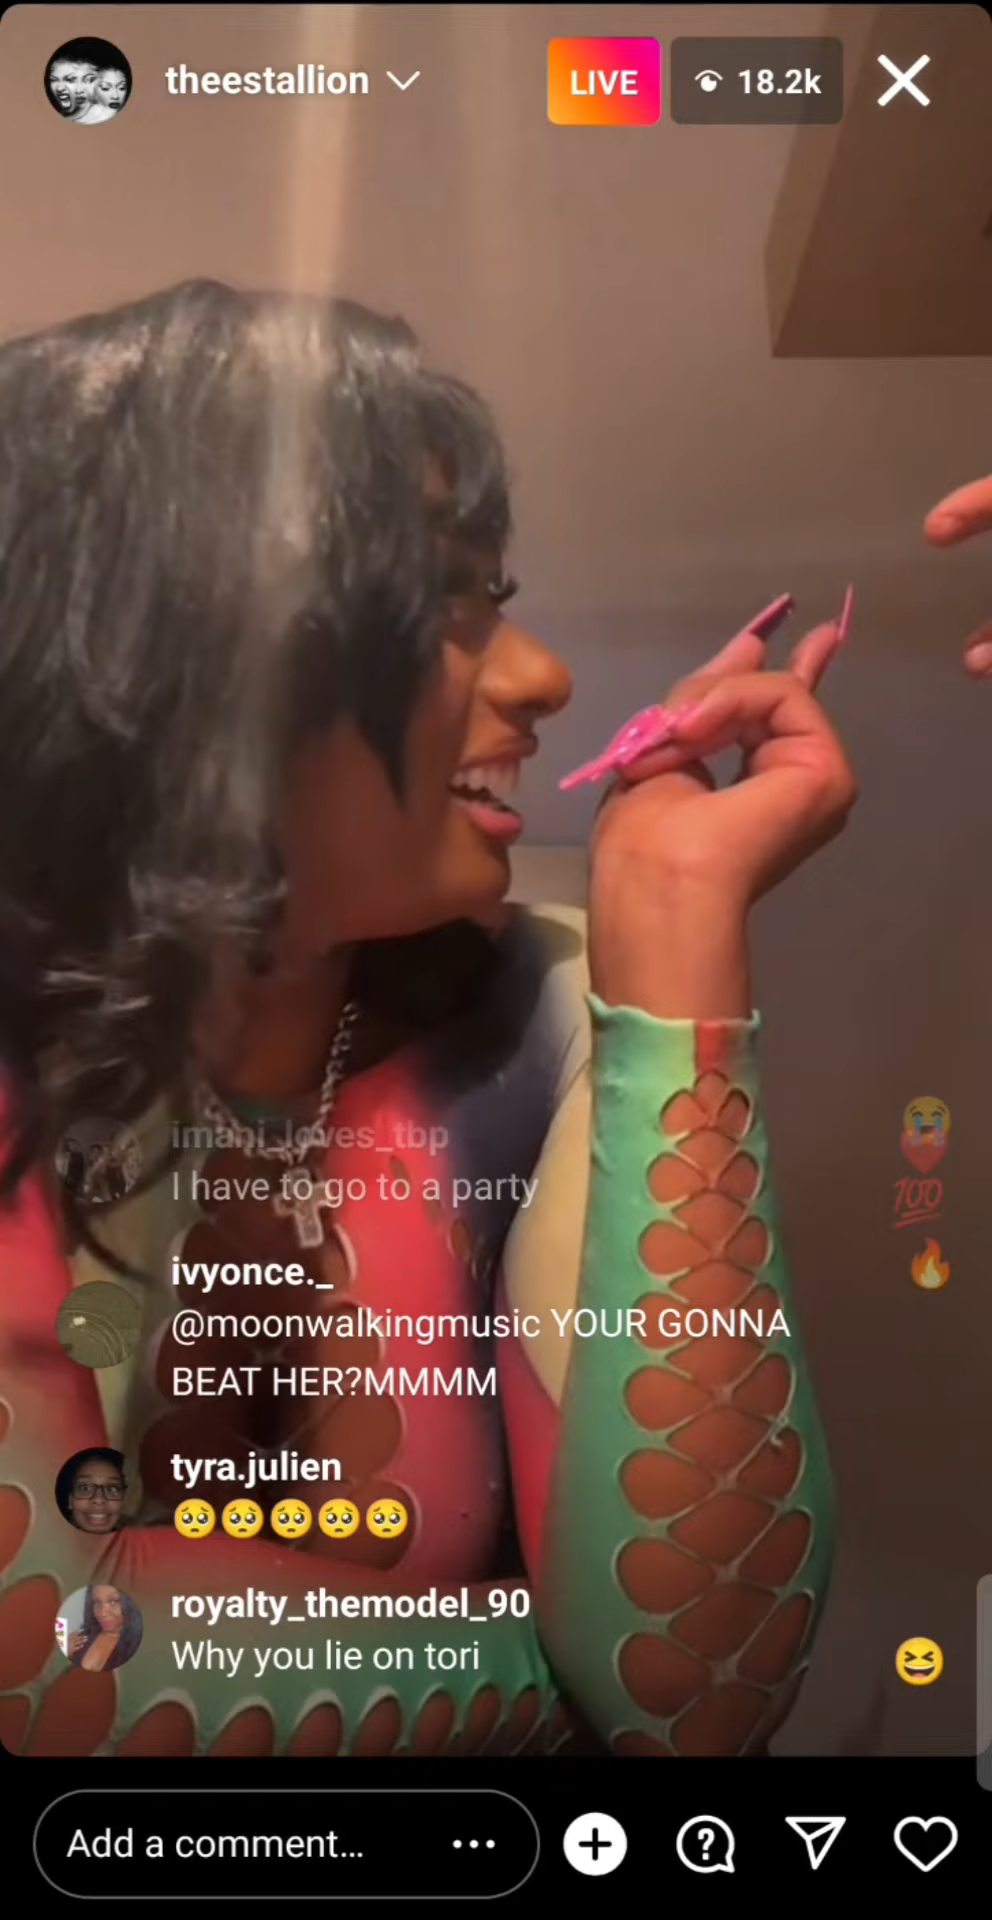 theestallion
LIVE
18.2k
imani_loves_tbp
I have to go to a party
ivyonce._
@moonwalkingmusic YOUR GONNA
BEAT HER?MMMM
tyra.julien
🥺🥺🥺🥺🥺
royalty_themodel_90
Why you lie on tori
Add a comment...